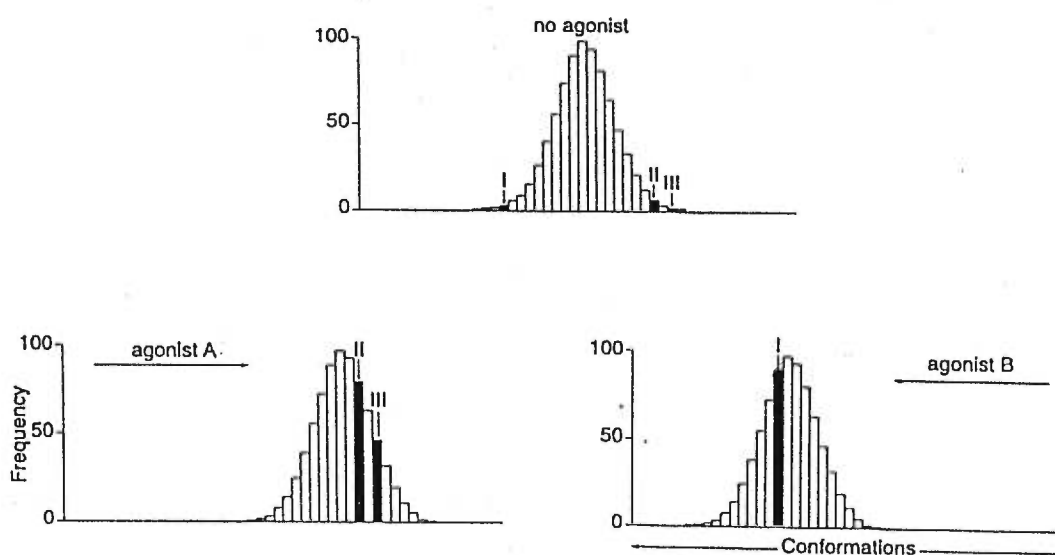 no agonist
100
50
0
I
II
III
agonist A
100
50
0
Frequency
II
III
agonist B
100
50
0
I
Conformations